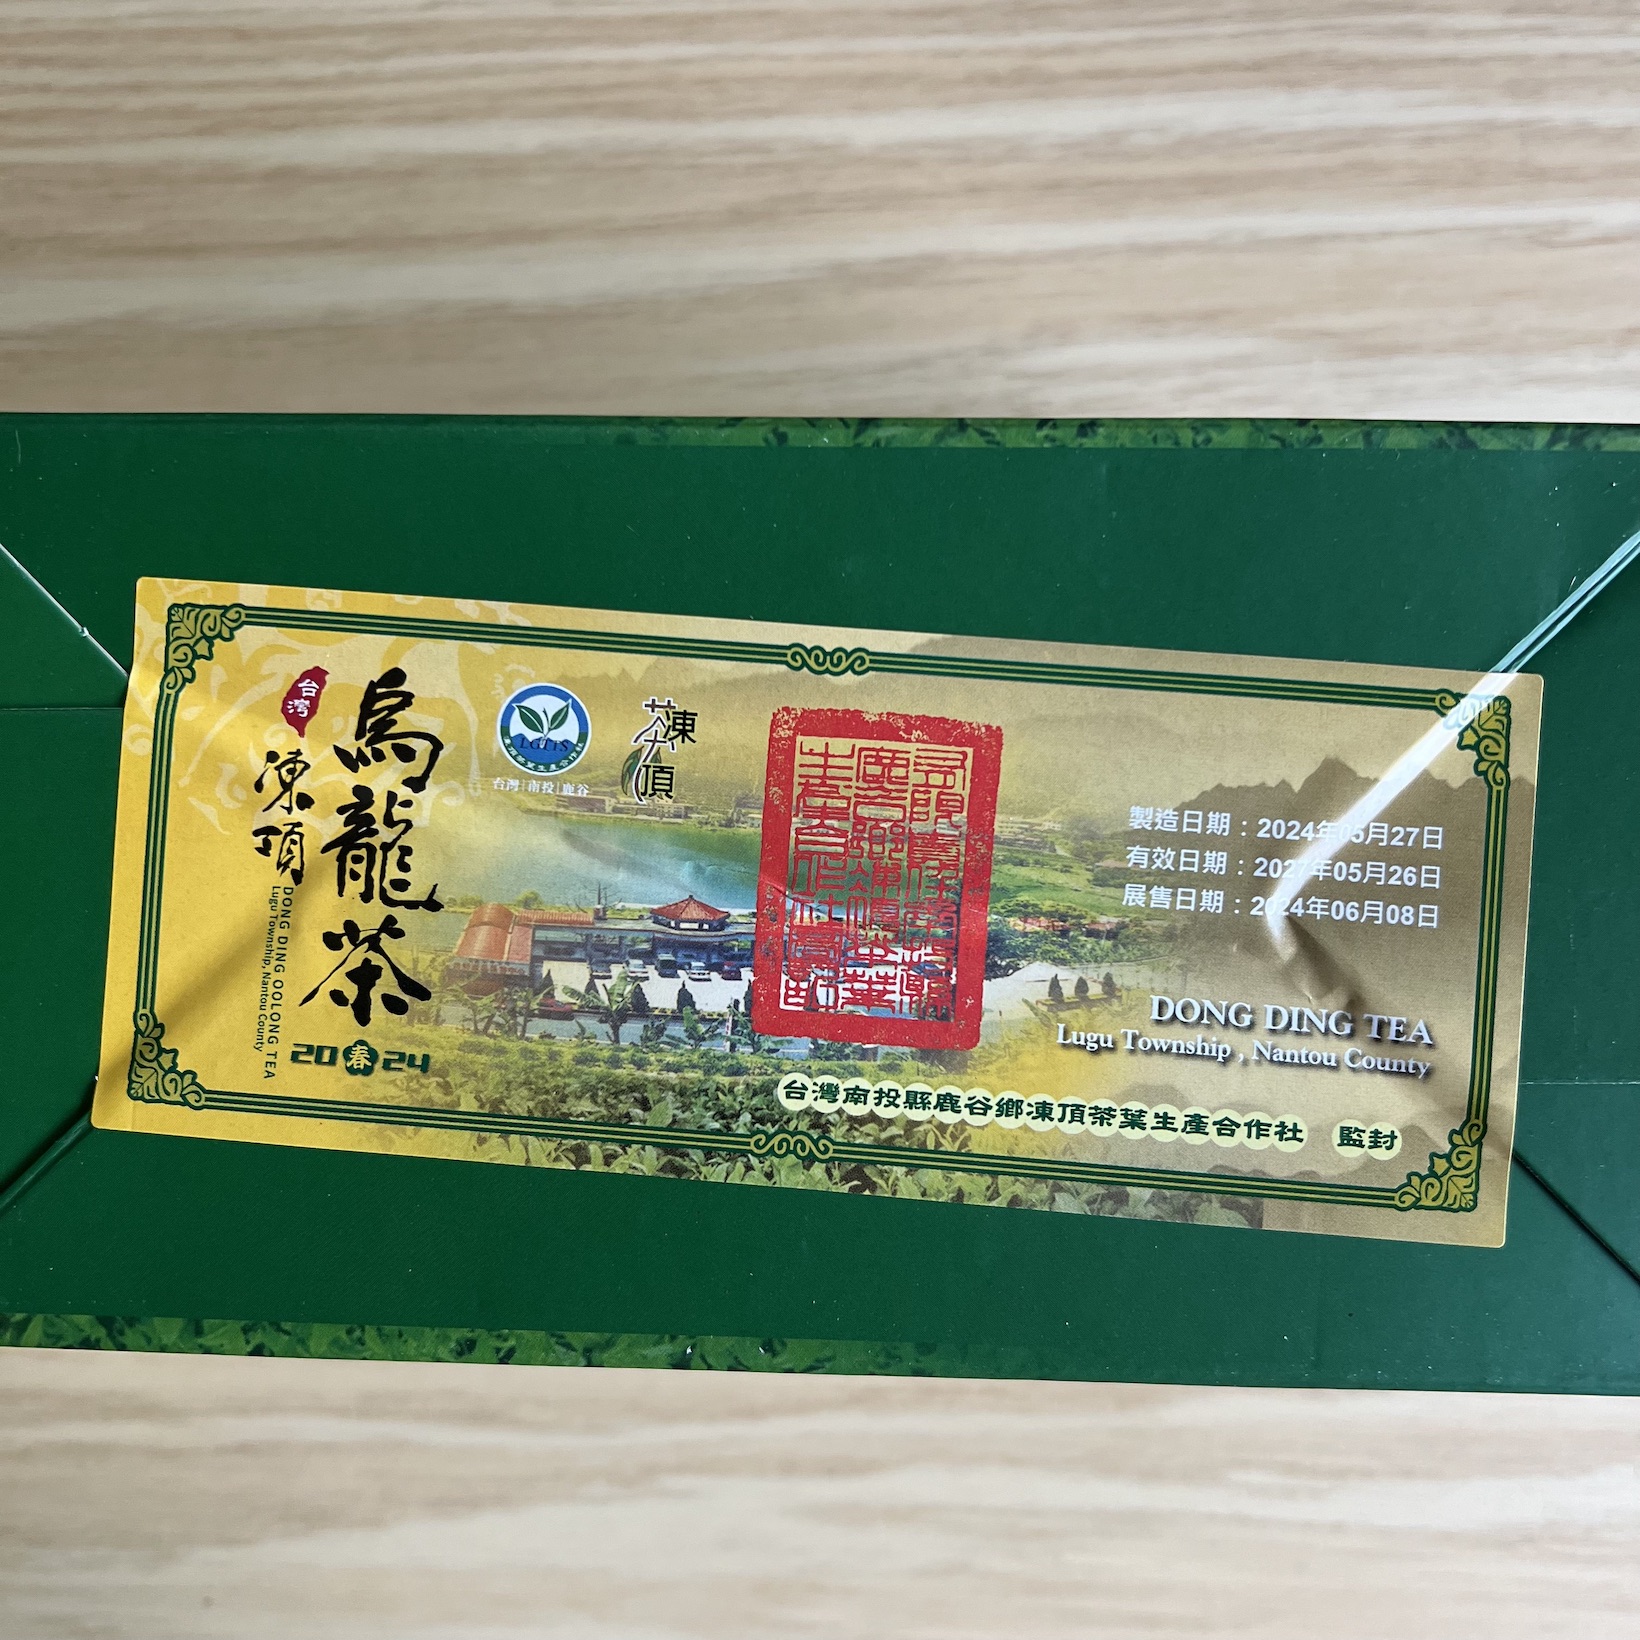 台灣
凍頂
烏龍茶
DONG DING OOLONG TEA
Lugu Township, Nantou County
20春24
台灣|南投|鹿谷
凍頂茶
製造日期：2024年05月27日
有效日期：2027年05月26日
展售日期：2024年06月08日
DONG DING TEA
Lugu Township , Nantou County
台灣南投縣鹿谷鄉凍頂茶葉生產合作社 監封